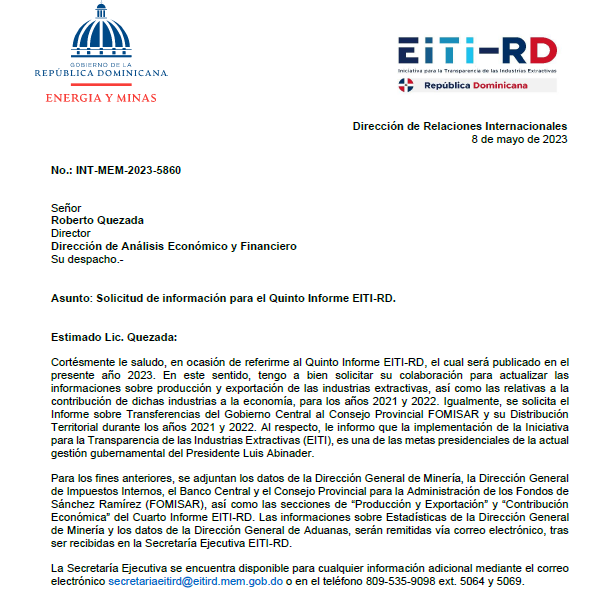 GOBIERNO DE LA
REPÚBLICA DOMINICANA
ENERGIA Y MINAS
EITI-RD
Iniciativa para la Transparencia de las Industrias Extractivas
República Dominicana
Dirección de Relaciones Internacionales
8 de mayo de 2023
No.: INT-MEM-2023-5860
Señor
Roberto Quezada
Director
Dirección de Análisis Económico y Financiero
Su despacho.-
Asunto: Solicitud de información para el Quinto Informe EITI-RD.
Estimado Lic. Quezada:
Cortésmente le saludo, en ocasión de referirme al Quinto Informe EITI-RD, el cual será publicado en el
presente año 2023. En este sentido, tengo a bien solicitar su colaboración para actualizar las
informaciones sobre producción y exportación de las industrias extractivas, así como las relativas a la
contribución de dichas industrias a la economía, para los años 2021 y 2022. Igualmente, se solicita el
Informe sobre Transferencias del Gobierno Central al Consejo Provincial FOMISAR y su Distribución
Territorial durante los años 2021 y 2022. Al respecto, le informo que la implementación de la Iniciativa
para la Transparencia de las Industrias Extractivas (EITI), es una de las metas presidenciales de la actual
gestión gubernamental del Presidente Luis Abinader.
Para los fines anteriores, se adjuntan los datos de la Dirección General de Minería, la Dirección General
de Impuestos Internos, el Banco Central y el Consejo Provincial para la Administración de los Fondos de
Sánchez Ramírez (FOMISAR), así como las secciones de “Producción y Exportación” y “Contribución
Económica” del Cuarto Informe EITI-RD. Las informaciones sobre Estadísticas de la Dirección General
de Minería y los datos de la Dirección General de Aduanas, serán remitidas vía correo electrónico, tras
ser recibidas en la Secretaría Ejecutiva EITI-RD.
La Secretaría Ejecutiva se encuentra disponible para cualquier información adicional mediante el correo
electrónico secretariaeitird@eitird.mem.gob.do o en el teléfono 809-535-9098 ext. 5064 y 5069.